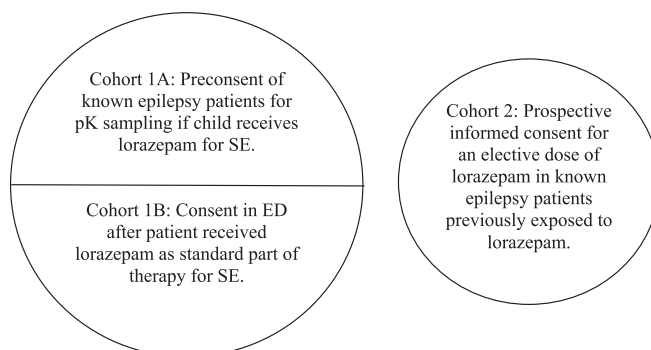 Cohort 1A: Preconsent of
known epilepsy patients for
pK sampling if child receives
lorazepam for SE.
Cohort 1B: Consent in ED
after patient received
lorazepam as standard part of
therapy for SE.
Cohort 2: Prospective
informed consent for
an elective dose of
lorazepam in known
epilepsy patients
previously exposed to
lorazepam.